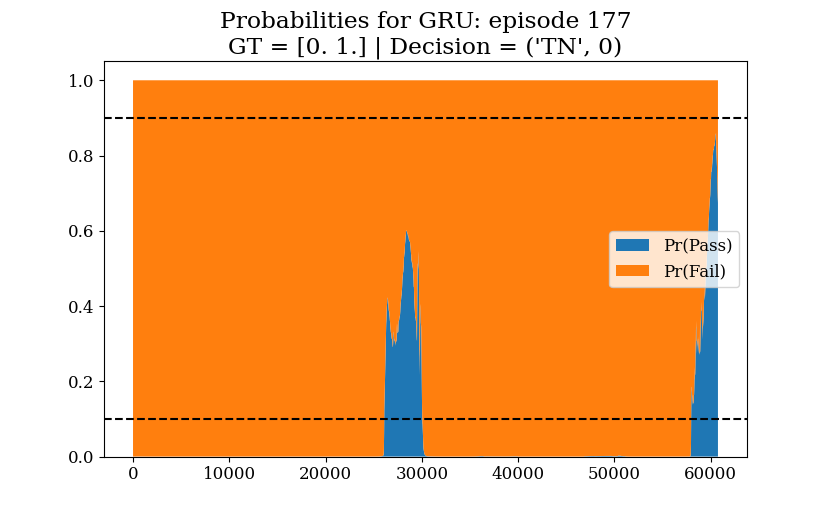 Probabilities for GRU: episode 177
GT = [0. 1.] | Decision = ('TN', 0)
1.0
0.8
0.6
0.4
0.2
0.0
Pr(Pass)
Pr(Fail)
0 10000 20000 30000 40000 50000 60000